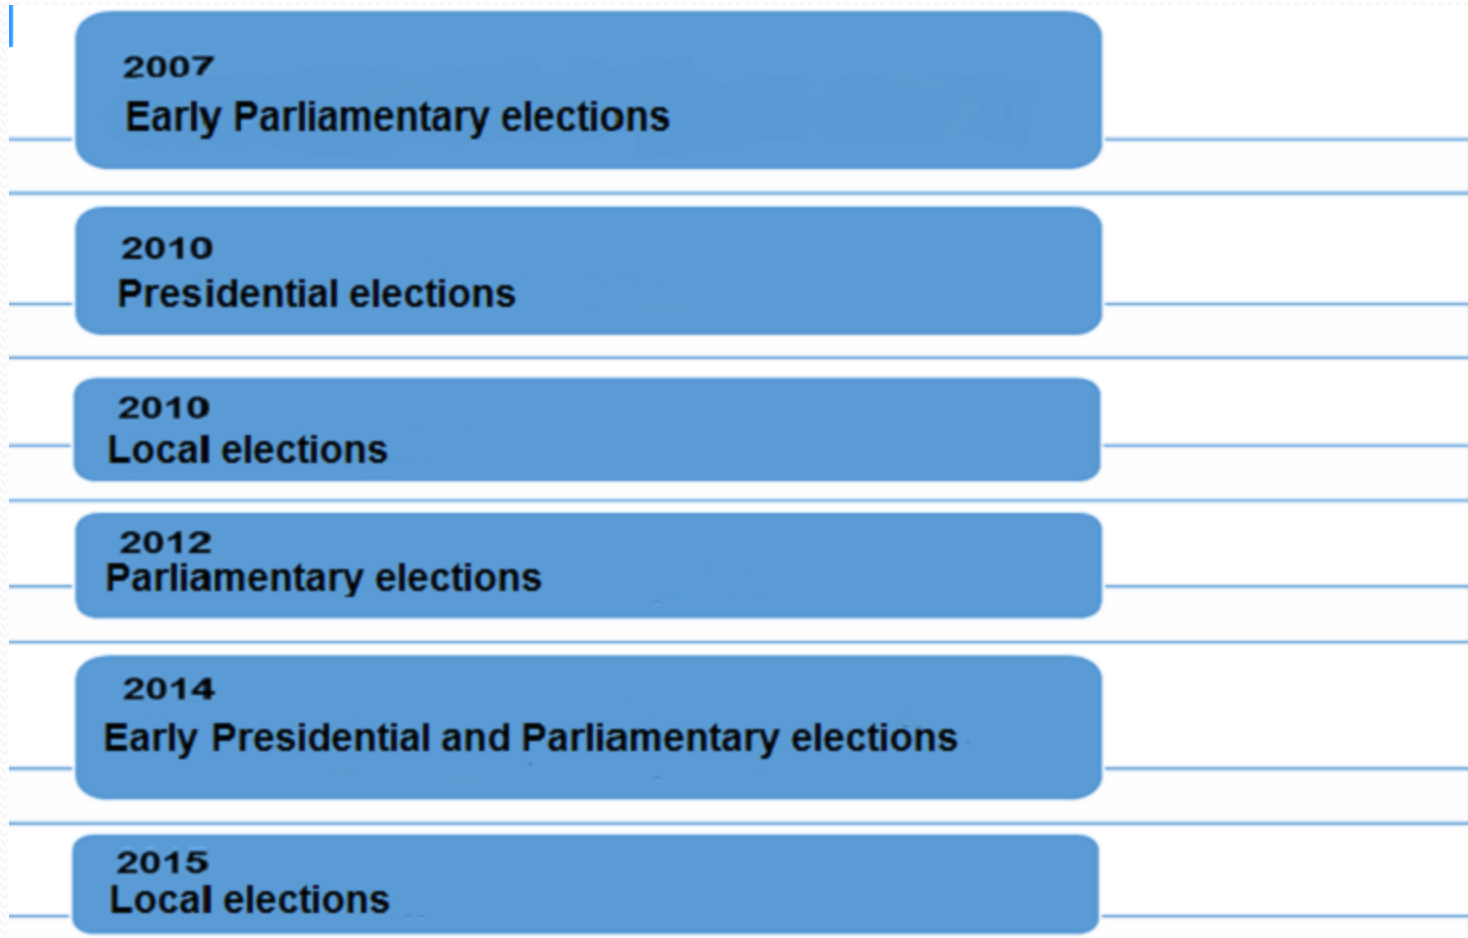 2007
Early Parliamentary elections
2010
Presidential elections
2010
Local elections
2012
Parliamentary elections
2014
Early Presidential and Parliamentary elections
2015
Local elections